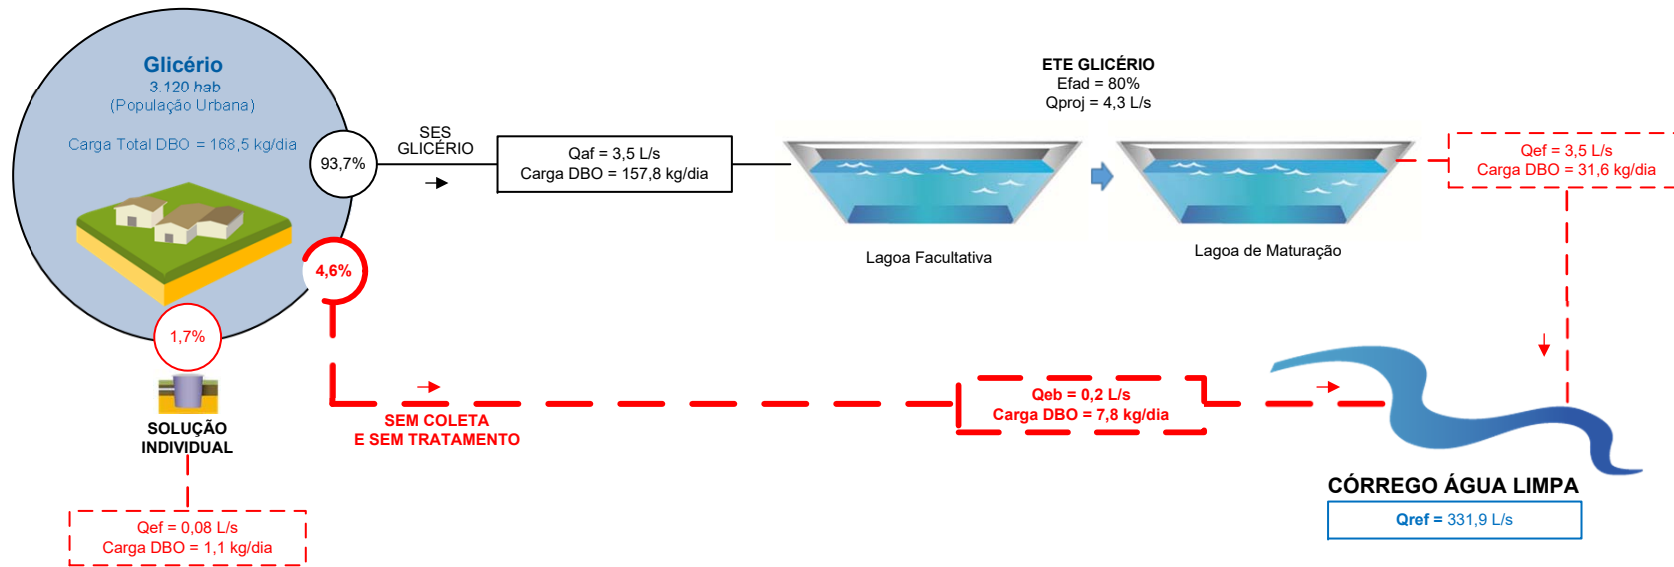 Glicério
3.120 hab
(População Urbana)
Carga Total DBO = 168,5 kg/dia
93,7%
4,6%
1,7%
SES
GLICÉRIO
Qaf = 3,5 L/s
Carga DBO = 157,8 kg/dia
ETE GLICÉRIO
Efad = 80%
Qproj = 4,3 L/s
Lagoa Facultativa
Lagoa de Maturação
Qef = 3,5 L/s
Carga DBO = 31,6 kg/dia
SEM COLETA
E SEM TRATAMENTO
Qeb = 0,2 L/s
Carga DBO = 7,8 kg/dia
SOLUÇÃO
INDIVIDUAL
Qef = 0,08 L/s
Carga DBO = 1,1 kg/dia
CÓRREGO ÁGUA LIMPA
Qref = 331,9 L/s